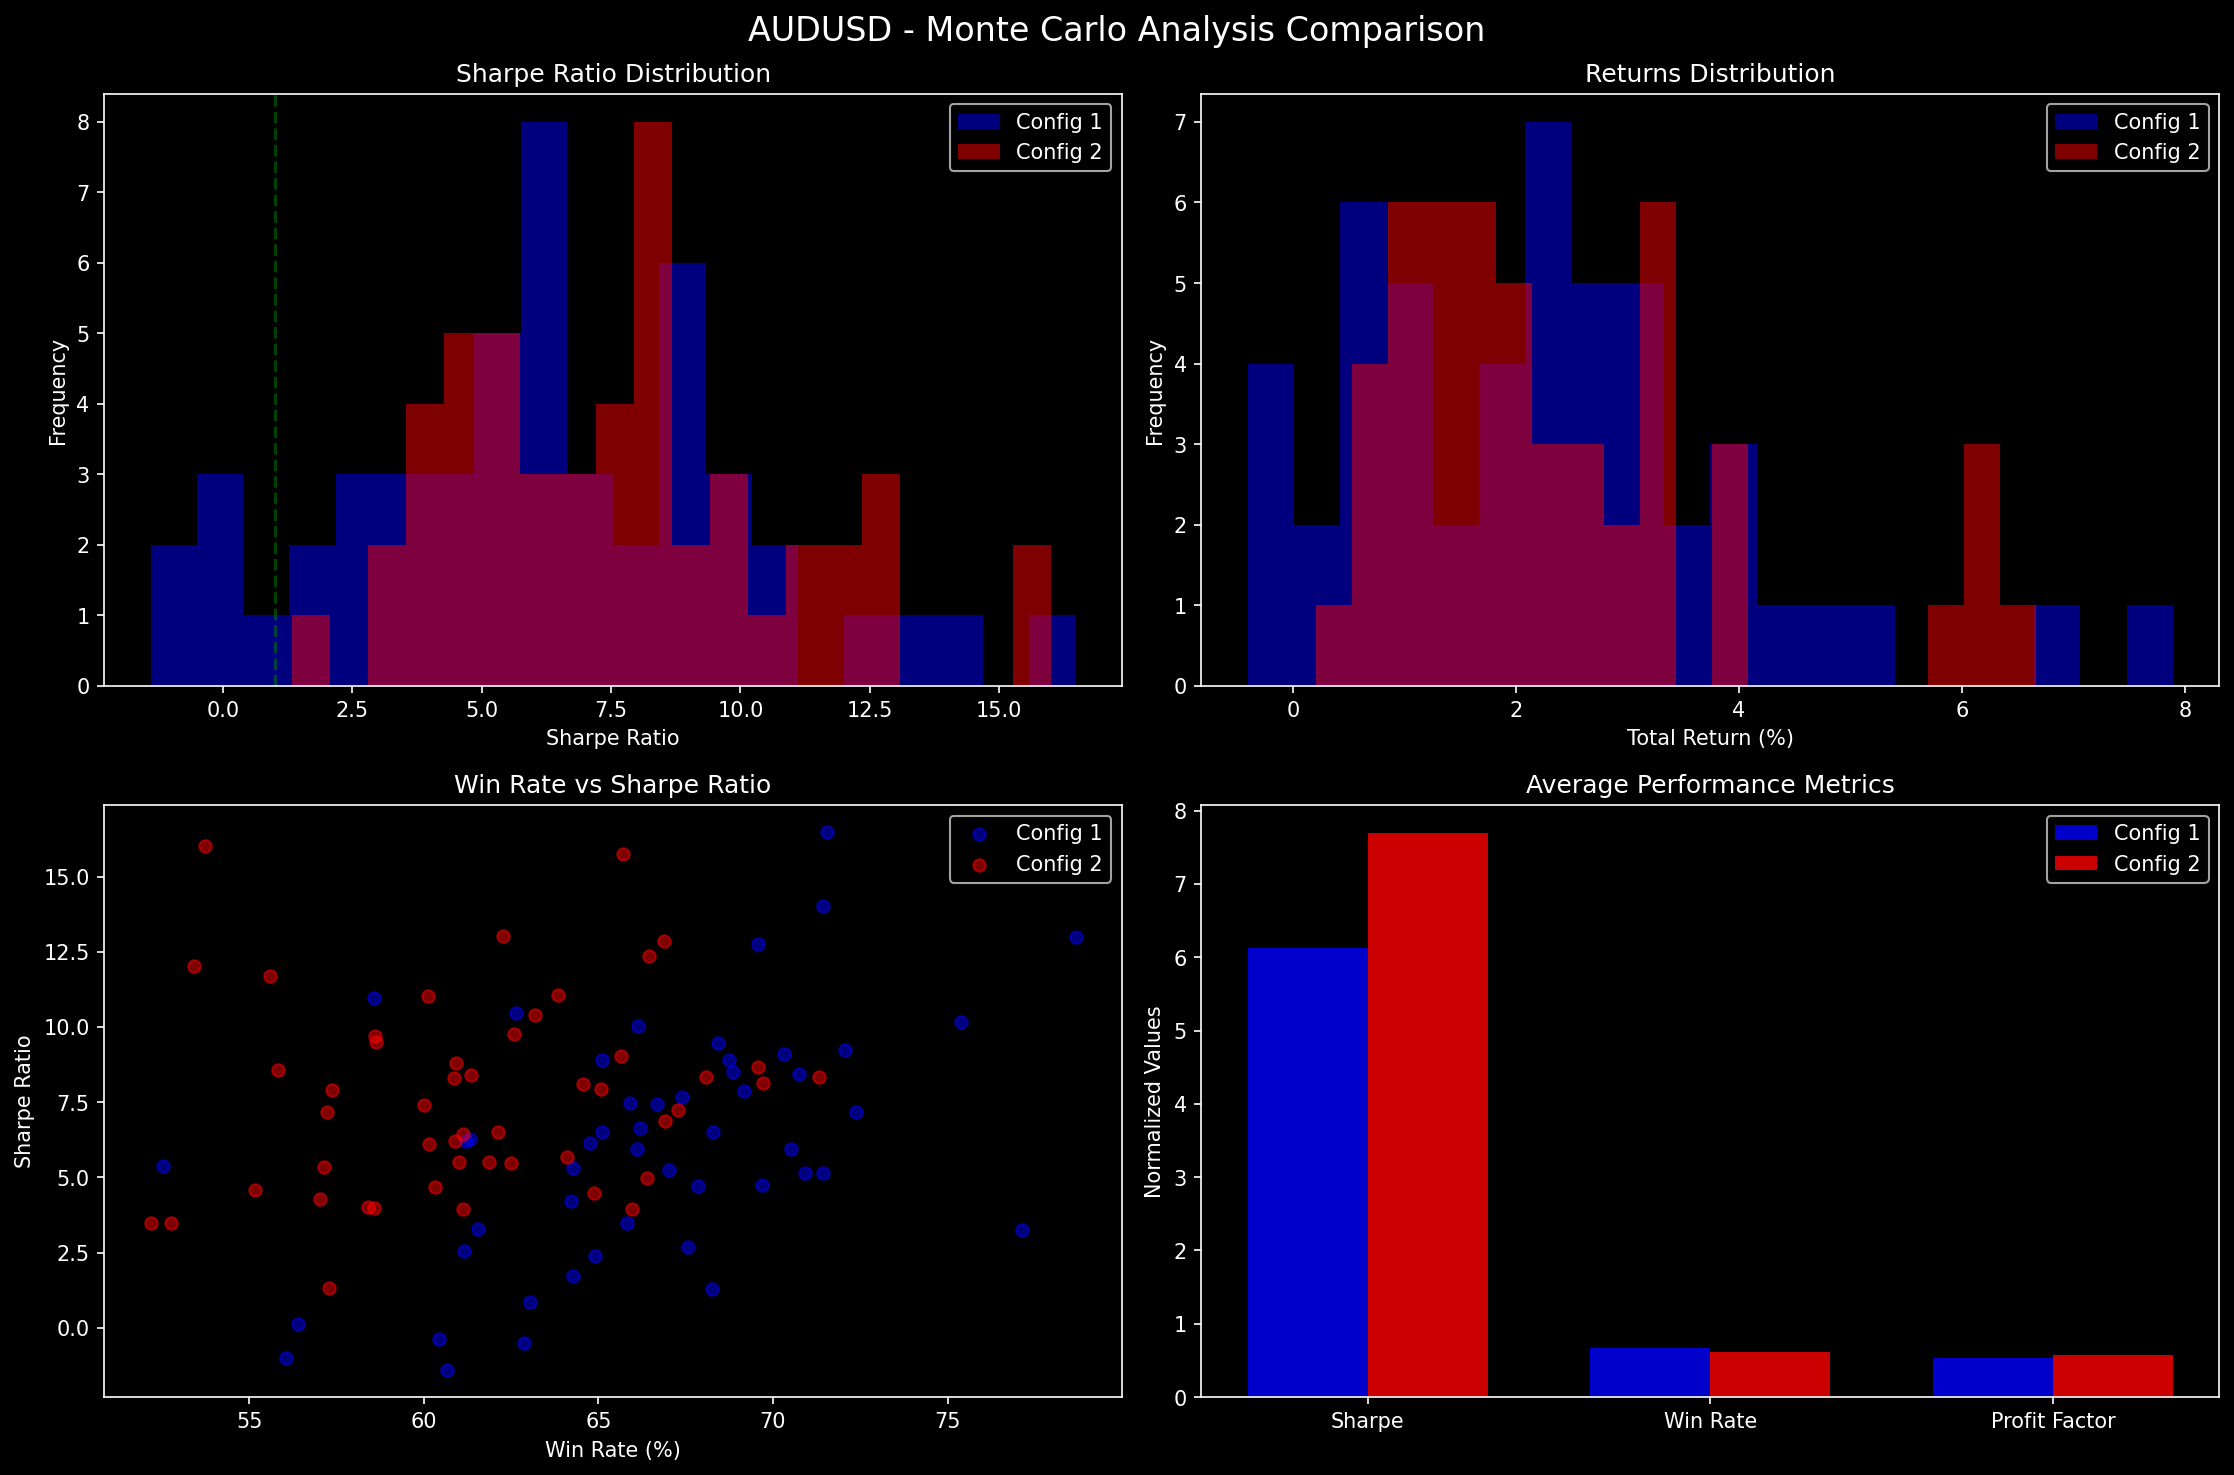 AUDUSD - Monte Carlo Analysis Comparison
Sharpe Ratio Distribution
Frequency
8
7
6
5
4
3
2
1
0
0.0 2.5 5.0 7.5 10.0 12.5 15.0
Sharpe Ratio
Config 1
Config 2
Returns Distribution
Frequency
7
6
5
4
3
2
1
0
0 2 4 6 8
Total Return (%)
Config 1
Config 2
Win Rate vs Sharpe Ratio
Sharpe Ratio
15.0
12.5
10.0
7.5
5.0
2.5
0.0
55 60 65 70 75
Win Rate (%)
Config 1
Config 2
Average Performance Metrics
Normalized Values
8
7
6
5
4
3
2
1
0
Sharpe Win Rate Profit Factor
Config 1
Config 2